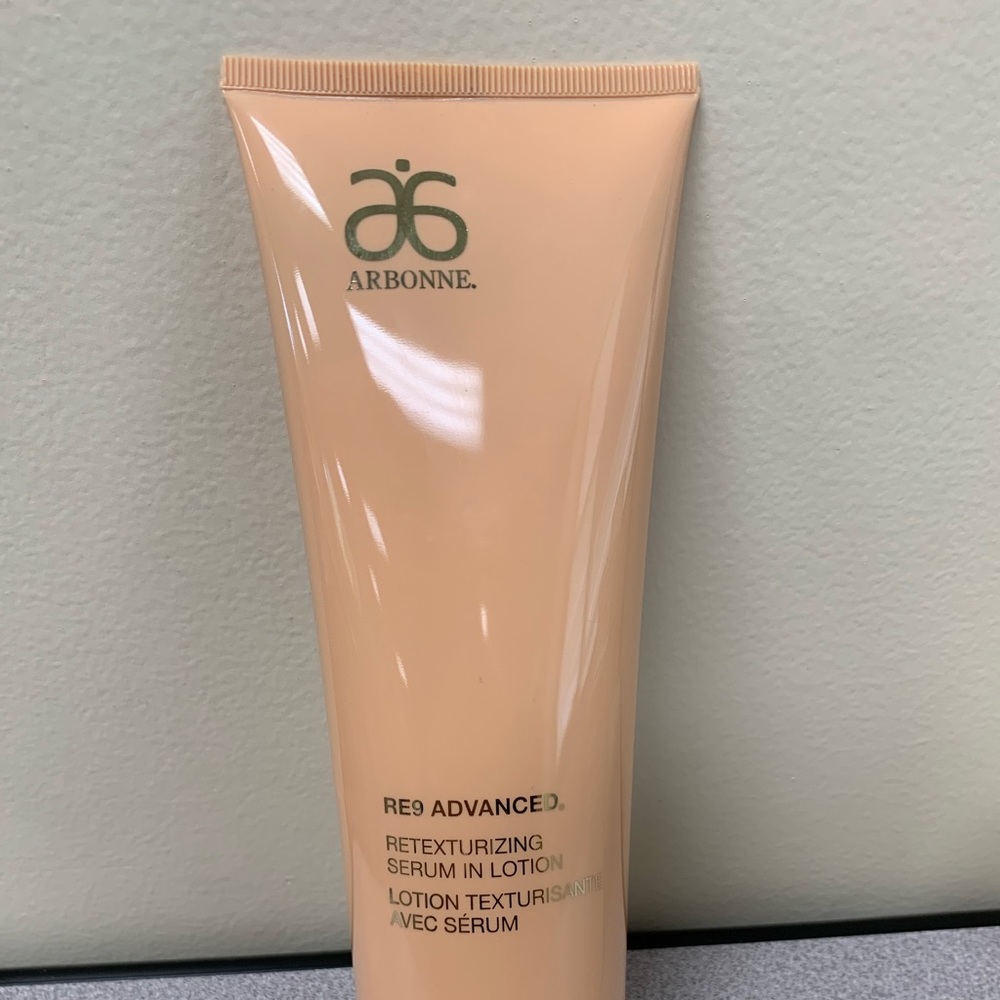 ARBONNE.
RE9 ADVANCED®
RETEXTURIZING
SERUM IN LOTION
LOTION TEXTURISANTE
AVEC SÉRUM